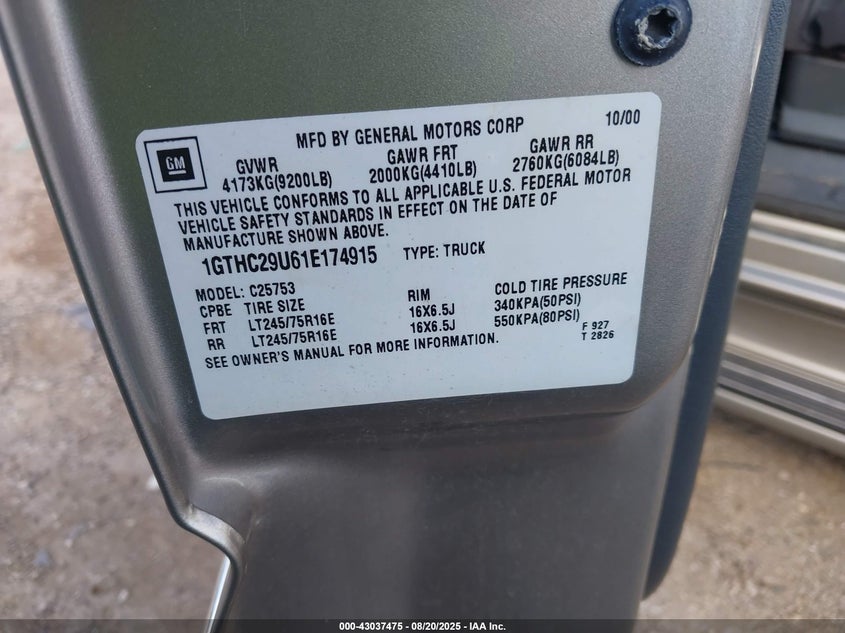 MFD BY GENERAL MOTORS CORP 10/00
GM
GVWR GAWR FRT GAWR RR
4173KG(9200LB) 2000KG(4410LB) 2760KG(6084LB)
THIS VEHICLE CONFORMS TO ALL APPLICABLE U.S. FEDERAL MOTOR
VEHICLE SAFETY STANDARDS IN EFFECT ON THE DATE OF
MANUFACTURE SHOWN ABOVE.
1GTHC29U61E174915 TYPE: TRUCK
MODEL: C25753
CPBE TIRE SIZE RIM COLD TIRE PRESSURE
FRT LT245/75R16E 16X6.5J 340KPA(50PSI)
RR LT245/75R16E 16X6.5J 550KPA(80PSI)
SEE OWNER'S MANUAL FOR MORE INFORMATION.
F 927
T 2826
000-43037475 - 08/20/2025 - IAA Inc.